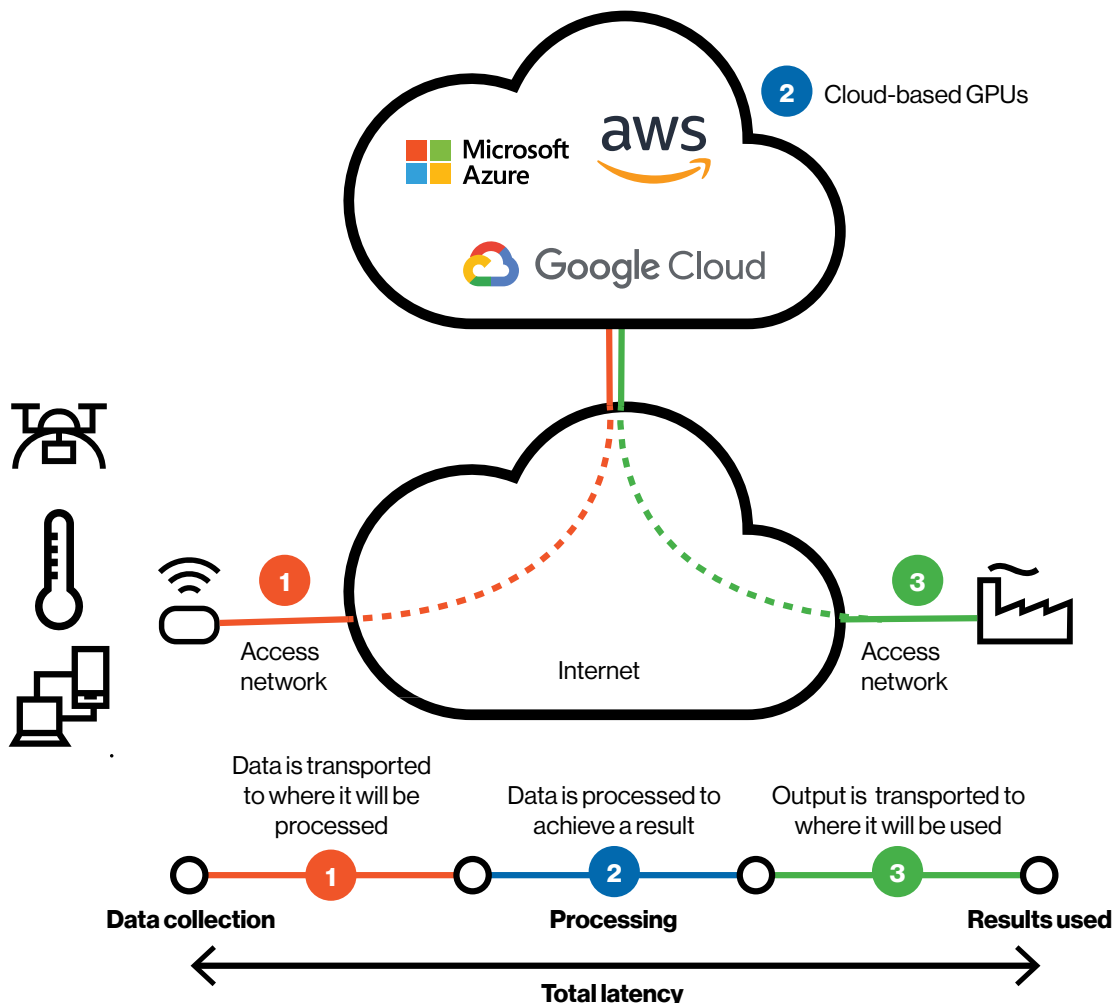 2 Cloud-based GPUs
aws
Microsoft
Azure
Google Cloud
1
3
Access
network
Internet
Access
network
Data is transported
to where it will be
processed
Data is processed to
achieve a result
Output is transported to
where it will be used
1
2
3
Data collection
Processing
Results used
Total latency